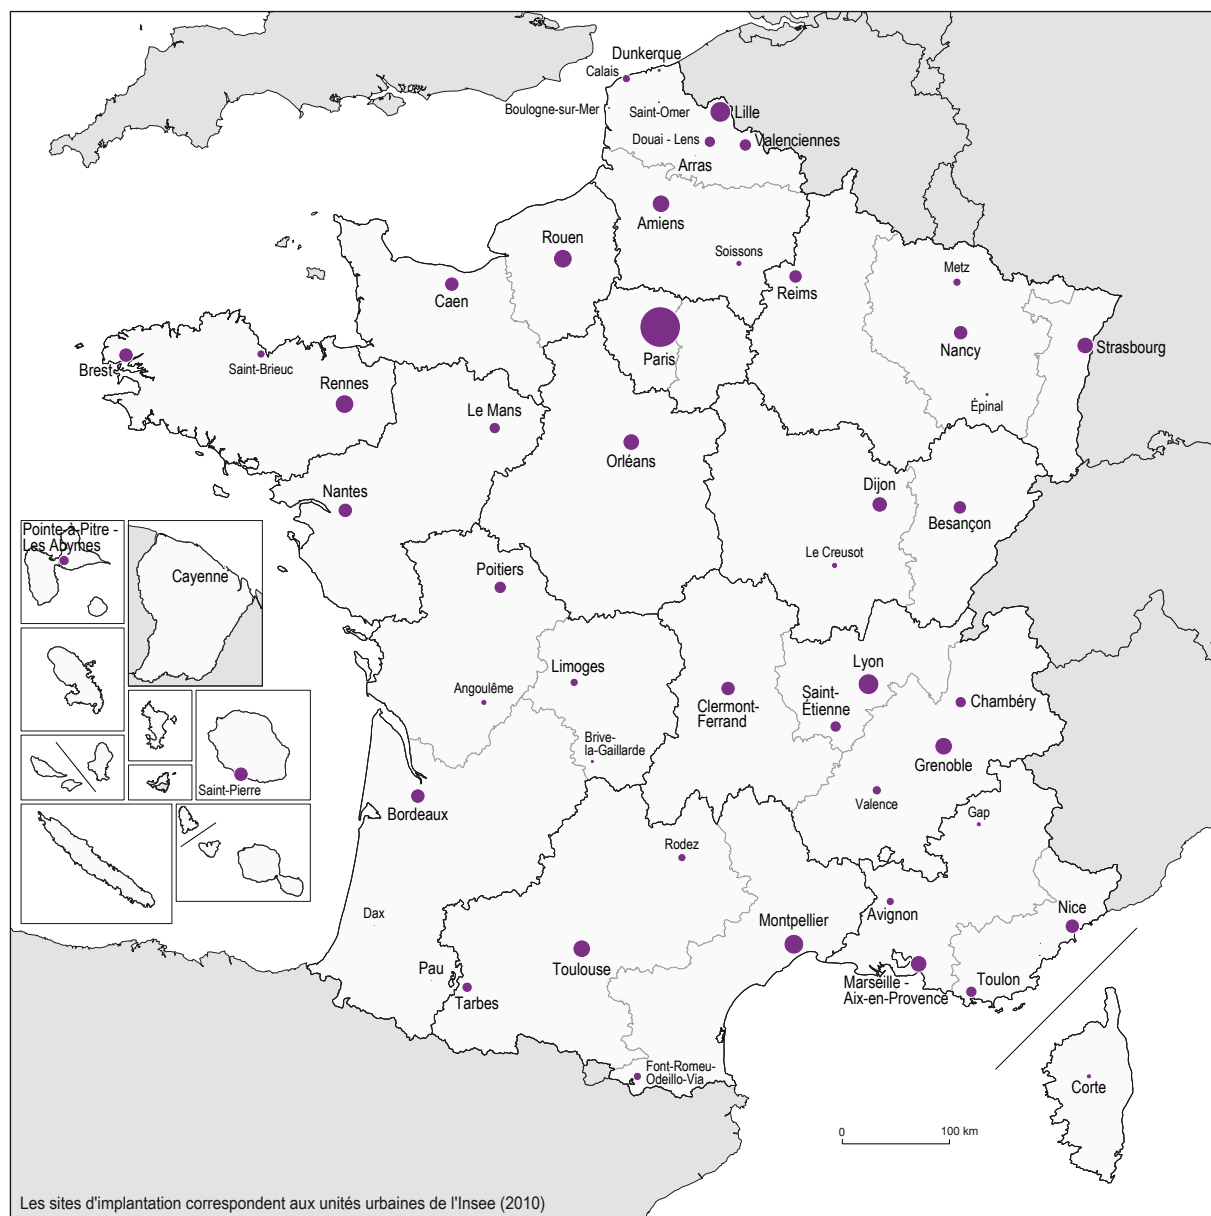 Dunkerque
Calais
Boulogne-sur-Mer
Saint-Omer
Lille
Douai - Lens
Valenciennes
Arras
Amiens
Rouen
Soissons
Metz
Caen
Reims
Paris
Nancy
Strasbourg
Brest
Saint-Brieuc
Rennes
Le Mans
Épinal
Orléans
Nantes
Dijon
Besançon
Pointe-à-Pitre -
Les Abymes
Cayenne
Le Creusot
Poitiers
Limoges
Lyon
Angoulême
Clermont-
Ferrand
Saint-
Étienne
Chambéry
Brive-
la-Gaillarde
Grenoble
Saint-Pierre
Bordeaux
Valence
Gap
Rodez
Dax
Avignon
Nice
Montpellier
Toulouse
Pau
Tarbes
Marseille -
Aix-en-Provence
Toulon
Font-Romeu-
Odeillo-Via
Corte
0
100 km
Les sites d'implantation correspondent aux unités urbaines de l'Insee (2010)